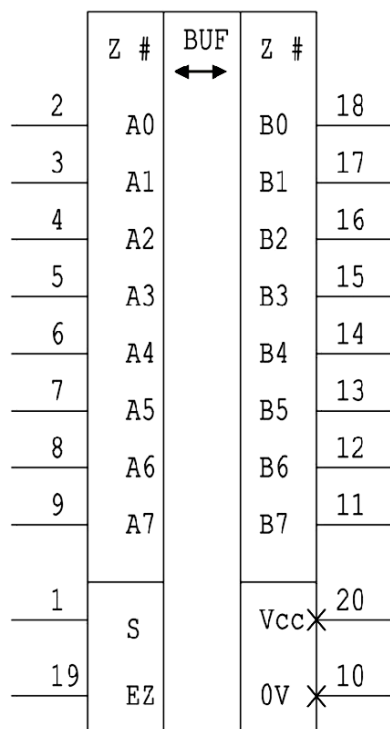 Z # BUF Z #
2 A0 B0 18
3 A1 B1 17
4 A2 B2 16
5 A3 B3 15
6 A4 B4 14
7 A5 B5 13
8 A6 B6 12
9 A7 B7 11
1 S Vcc 20
19 EZ 0V 10